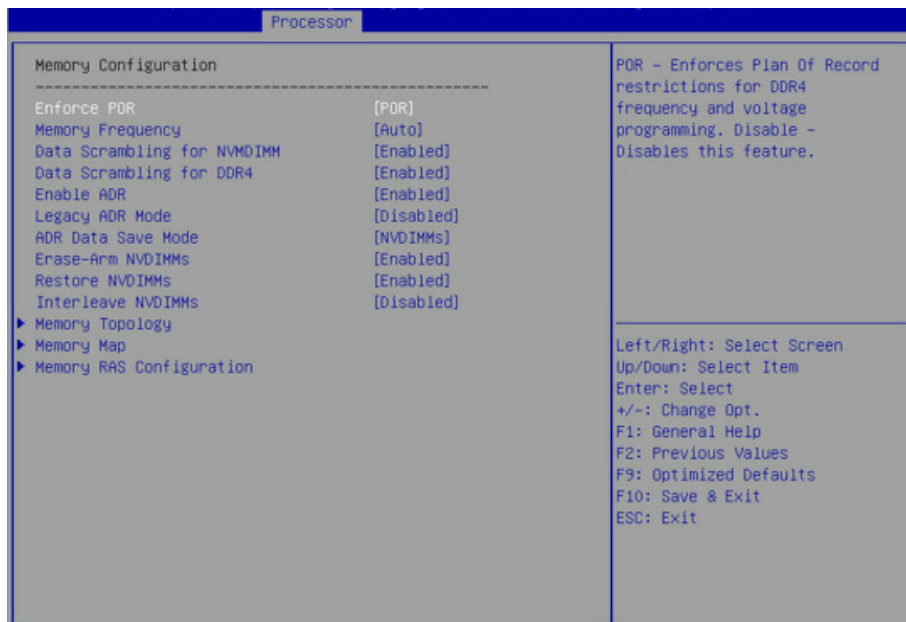 Processor
Memory Configuration
--------------------------------------------------
Enforce POR [POR]
Memory Frequency [Auto]
Data Scrambling for NVMDIMM [Enabled]
Data Scrambling for DDR4 [Enabled]
Enable ADR [Enabled]
Legacy ADR Mode [Disabled]
ADR Data Save Mode [NVDIMMs]
Erase-Arm NVDIMMs [Enabled]
Restore NVDIMMs [Enabled]
Interleave NVDIMMs [Disabled]
Memory Topology
Memory Map
Memory RAS Configuration
POR – Enforces Plan Of Record
restrictions for DDR4
frequency and voltage
programming. Disable –
Disables this feature.
Left/Right: Select Screen
Up/Down: Select Item
Enter: Select
+/-: Change Opt.
F1: General Help
F2: Previous Values
F9: Optimized Defaults
F10: Save & Exit
ESC: Exit